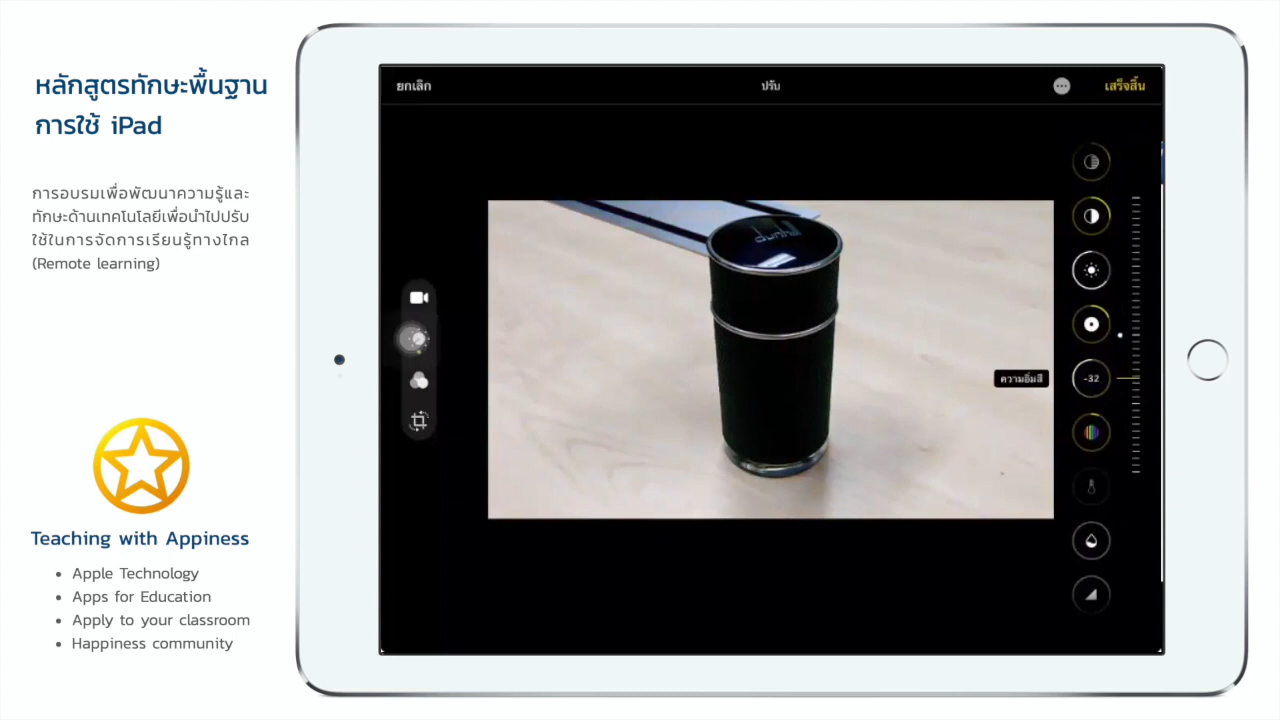 หลักสูตรทักษะพื้นฐาน
การใช้ iPad
การอบรมเพื่อพัฒนาความรู้และ
ทักษะด้านเทคโนโลยีเพื่อนำไปปรับ
ใช้ในการจัดการเรียนรู้ทางไกล
(Remote learning)
Teaching with Appiness
Apple Technology
Apps for Education
Apply to your classroom
Happiness community
ยกเลิก
ปรับ
เสร็จสิ้น
dunhill
ความอิ่มสี
-32